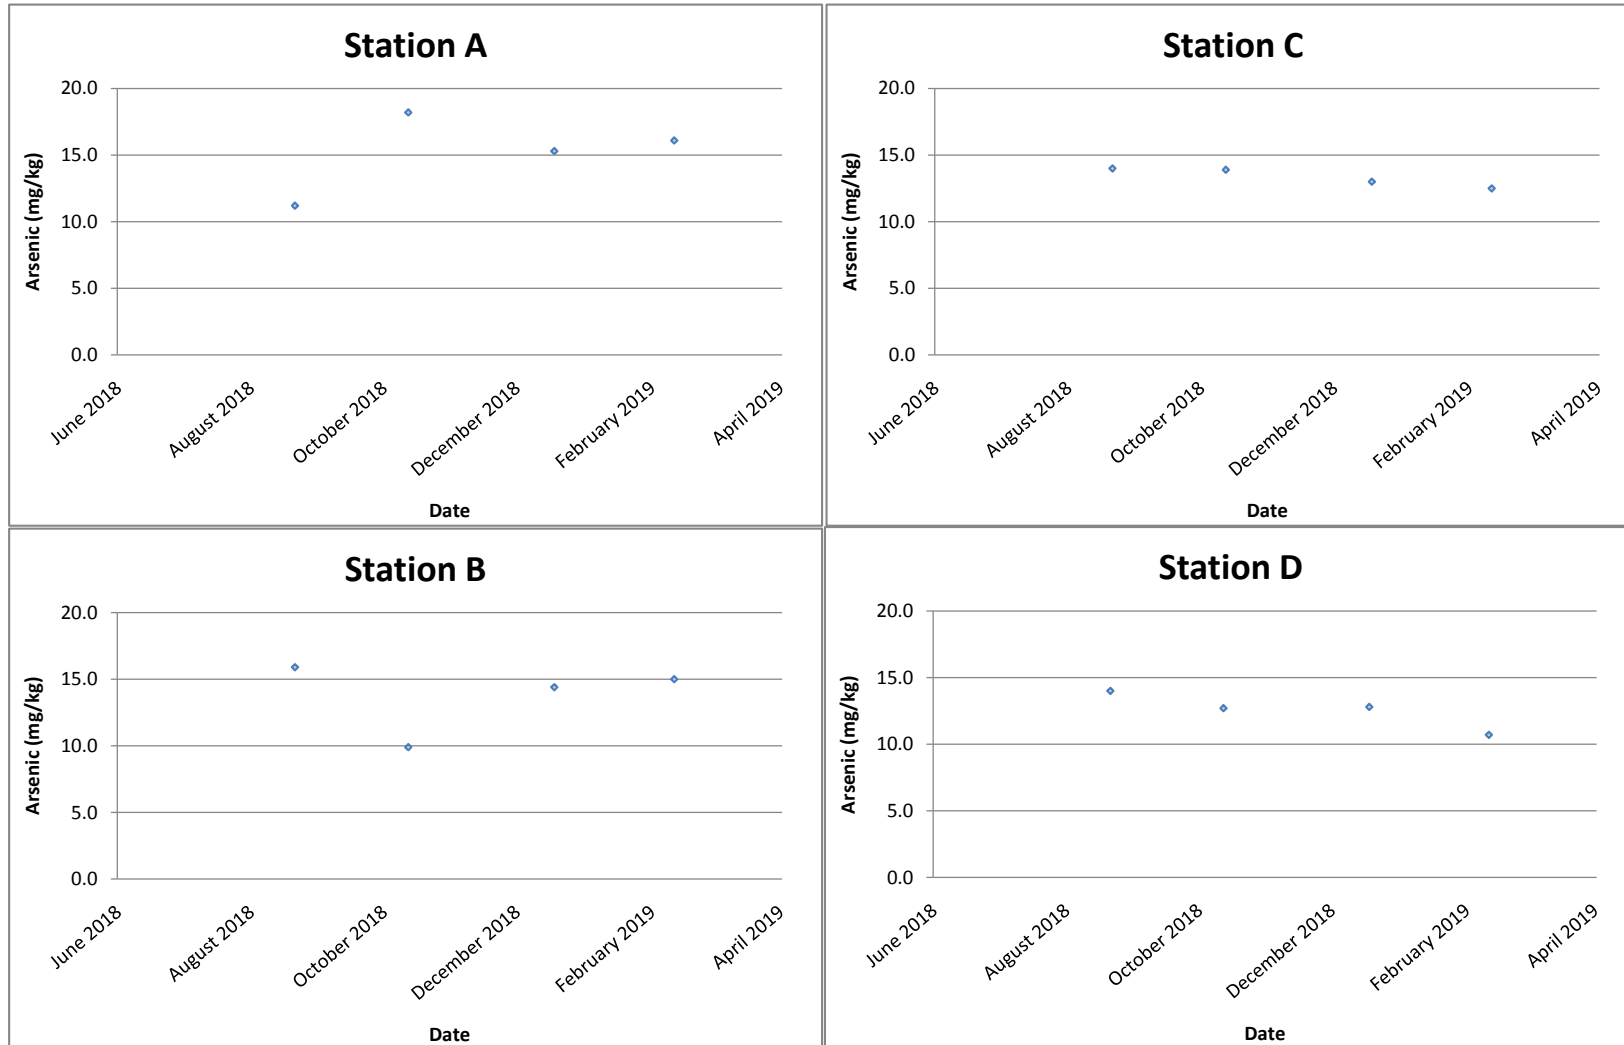 Station A
20.0
15.0
10.0
5.0
0.0
Arsenic (mg/kg)
June 2018
August 2018
October 2018
December 2018
February 2019
April 2019
Date
Station C
20.0
15.0
10.0
5.0
0.0
Arsenic (mg/kg)
June 2018
August 2018
October 2018
December 2018
February 2019
April 2019
Date
Station B
20.0
15.0
10.0
5.0
0.0
Arsenic (mg/kg)
June 2018
August 2018
October 2018
December 2018
February 2019
April 2019
Date
Station D
20.0
15.0
10.0
5.0
0.0
Arsenic (mg/kg)
June 2018
August 2018
October 2018
December 2018
February 2019
April 2019
Date